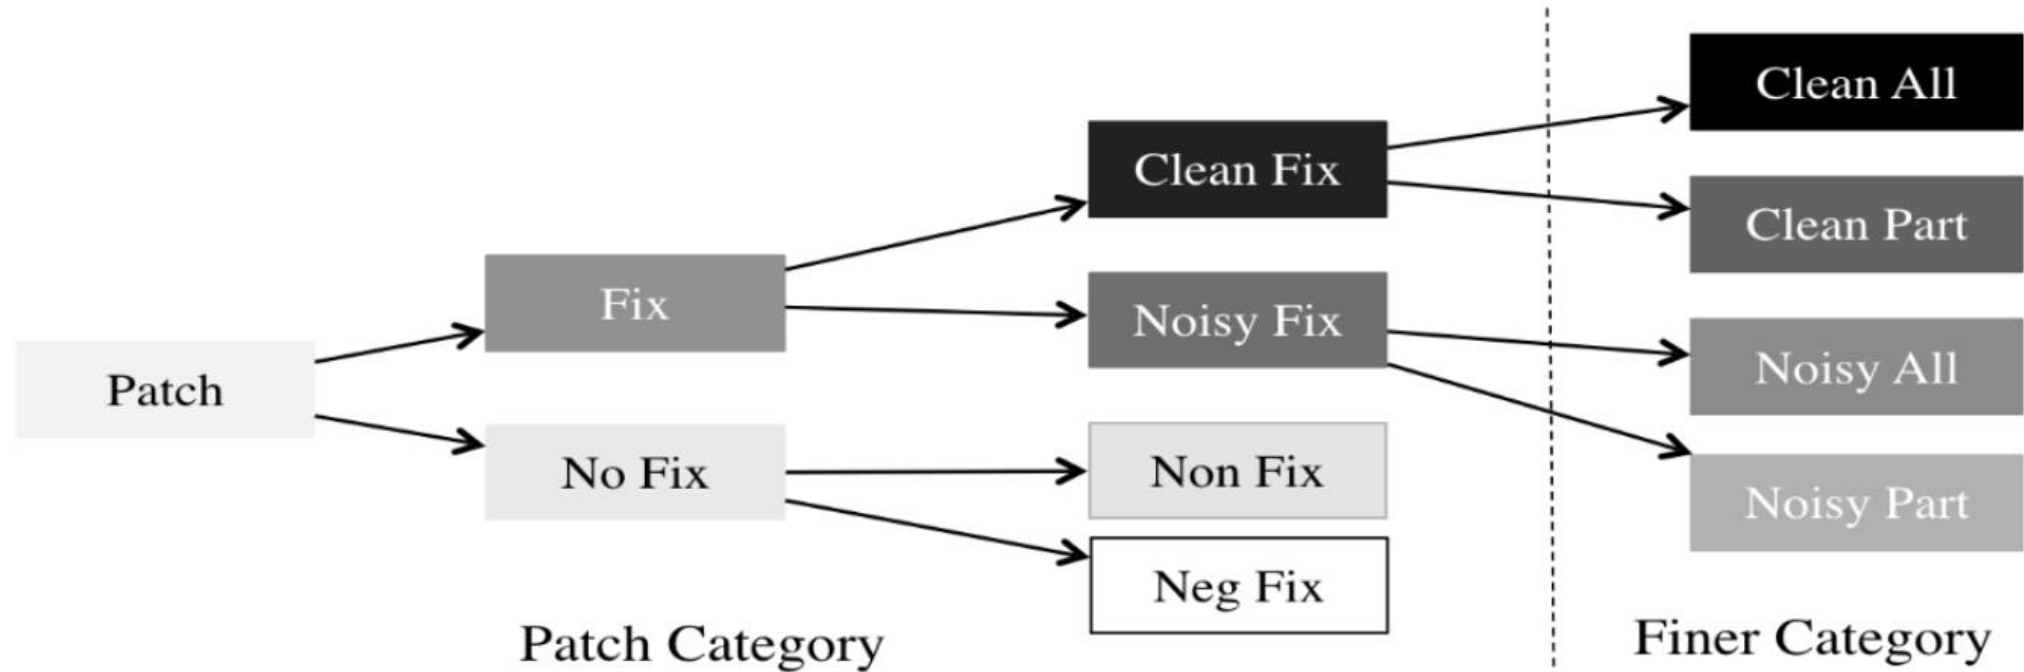 Patch
Fix
No Fix
Clean Fix
Noisy Fix
Non Fix
Neg Fix
Patch Category
Clean All
Clean Part
Noisy All
Noisy Part
Finer Category